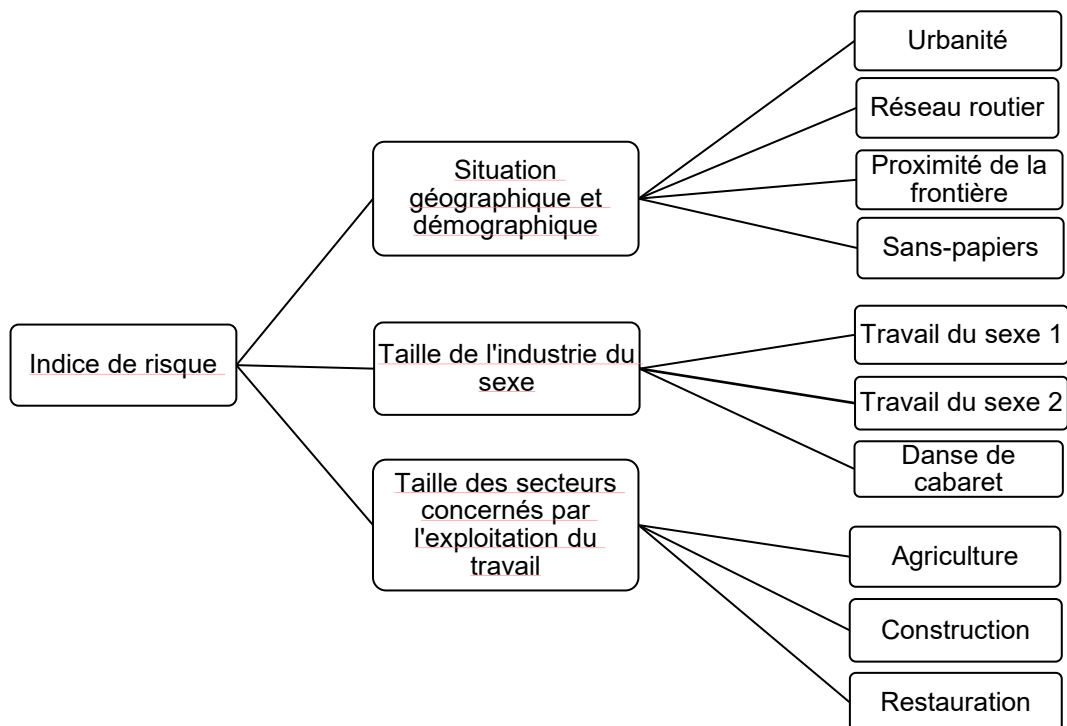 Indice de risque
Situation
géographique et
démographique
Taille de l'industrie du
sexe
Taille des secteurs
concernés par
l'exploitation du
travail
Urbanité
Réseau routier
Proximité de la
frontière
Sans-papiers
Travail du sexe 1
Travail du sexe 2
Danse de
cabaret
Agriculture
Construction
Restauration